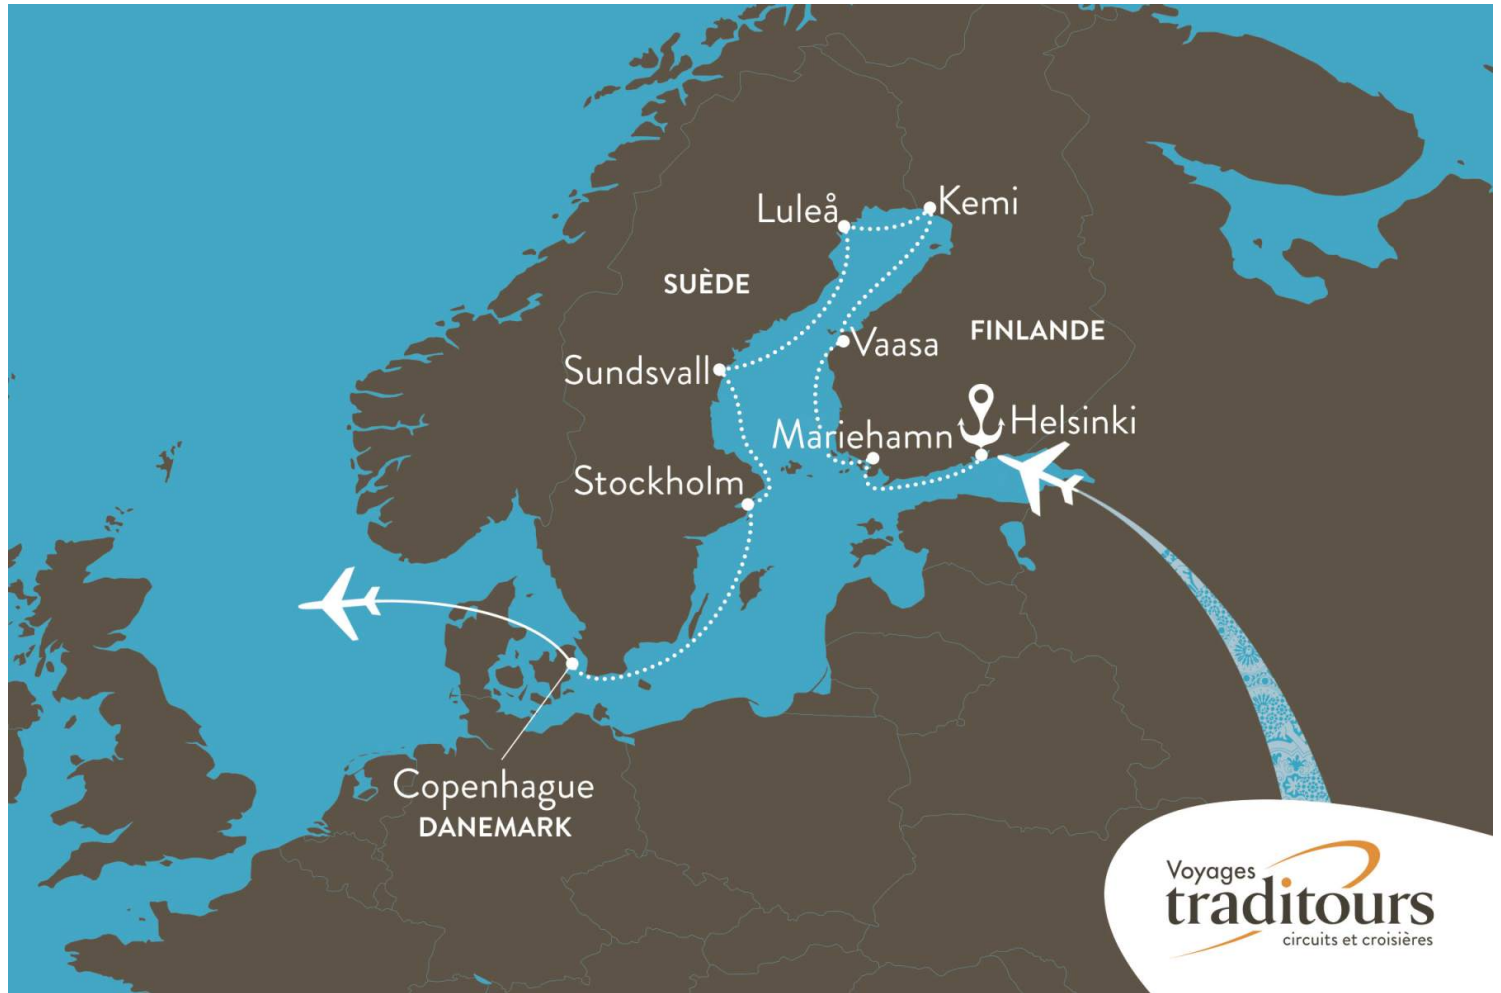 Luleå
Kemi
SUÈDE
FINLANDE
Vaasa
Sundsvall
Helsinki
Mariehamn
Stockholm
Copenhague
DANEMARK
Voyages
traditours
circuits et croisières